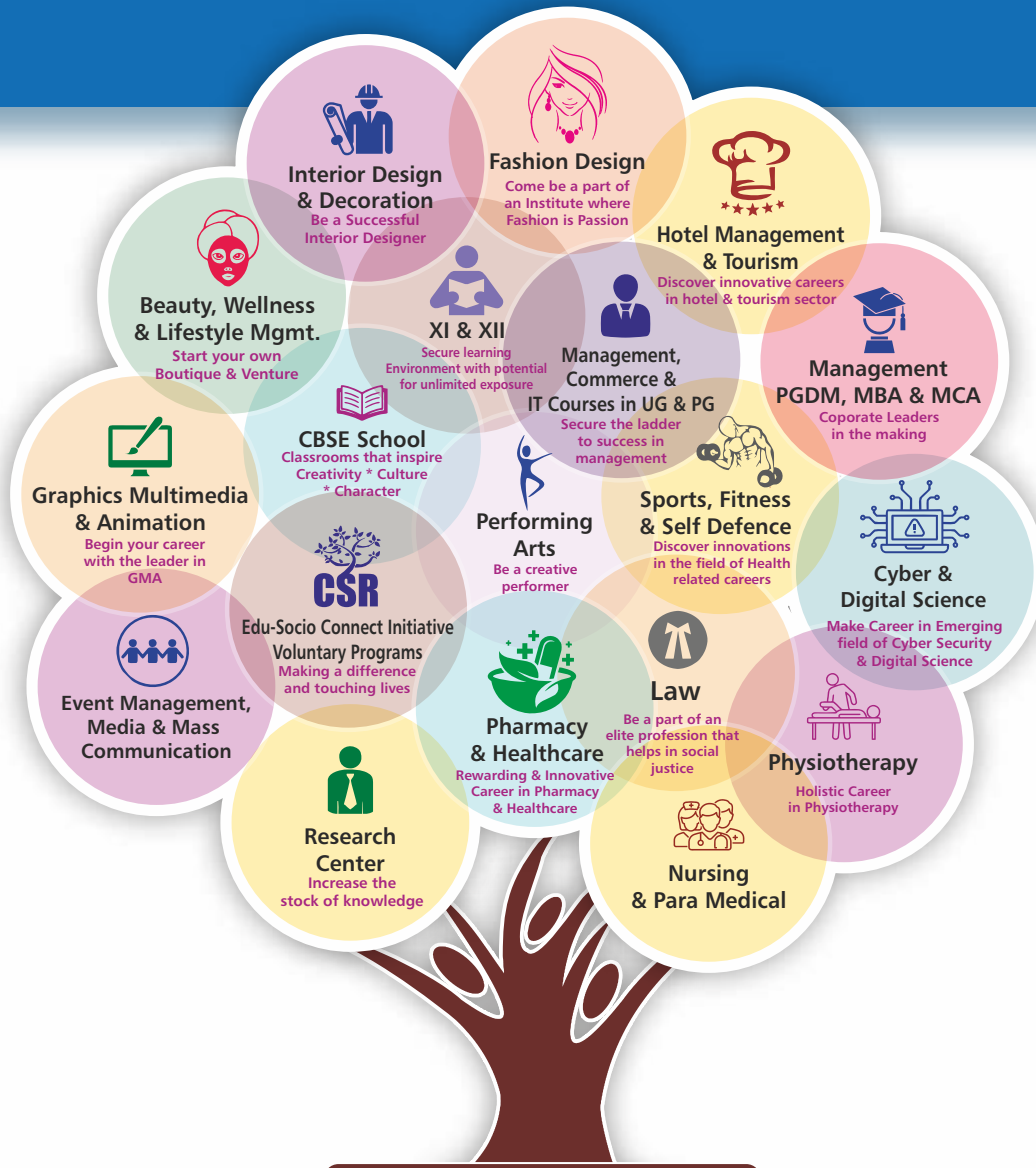 Interior Design
& Decoration
Be a Successful
Interior Designer
Fashion Design
Come be a part of
an Institute where
Fashion is Passion
Hotel Management
& Tourism
Discover innovative careers
in hotel & tourism sector
Beauty, Wellness
& Lifestyle Mgmt.
Start your own
Boutique & Venture
XI & XII
Secure learning
Environment with potential
for unlimited exposure
Management,
Commerce &
IT Courses in UG & PG
Secure the ladder
to success in
management
Management
PGDM, MBA & MCA
Coporate Leaders
in the making
CBSE School
Classrooms that inspire
Creativity * Culture
* Character
Graphics Multimedia
& Animation
Begin your career
with the leader in
GMA
Performing
Arts
Be a creative
performer
Sports, Fitness
& Self Defence
Discover innovations
in the field of Health
related careers
Cyber &
Digital Science
Make Career in Emerging
field of Cyber Security
& Digital Science
CSR
Edu-Socio Connect Initiative
Voluntary Programs
Making a difference
and touching lives
Event Management,
Media & Mass
Communication
Pharmacy
& Healthcare
Rewarding & Innovative
Career in Pharmacy
& Healthcare
Law
Be a part of an
elite profession that
helps in social
justice
Physiotherapy
Holistic Career
in Physiotherapy
Research
Center
Increase the
stock of knowledge
Nursing
& Para Medical